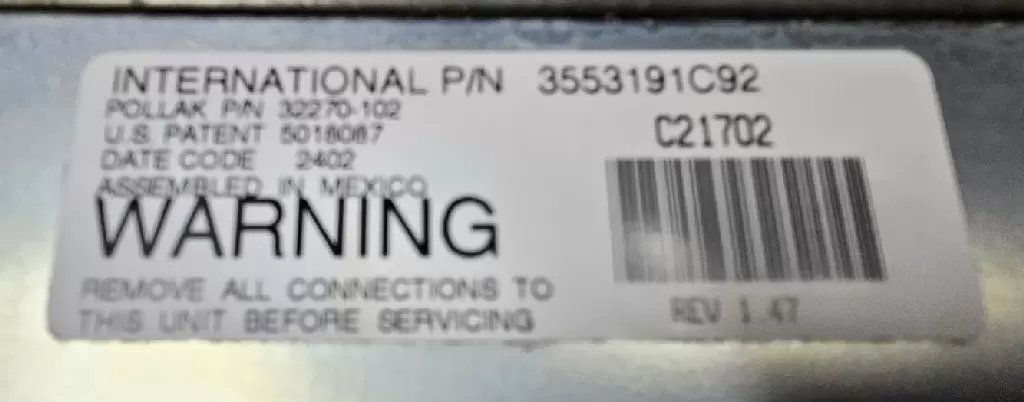 INTERNATIONAL P/N 3553191C92
POLLAK P/N 32270-102
U.S. PATENT 5018087
DATE CODE 2402
ASSEMBLED IN MEXICO
WARNING
REMOVE ALL CONNECTIONS TO
THIS UNIT BEFORE SERVICING
C21702
REV 1.47